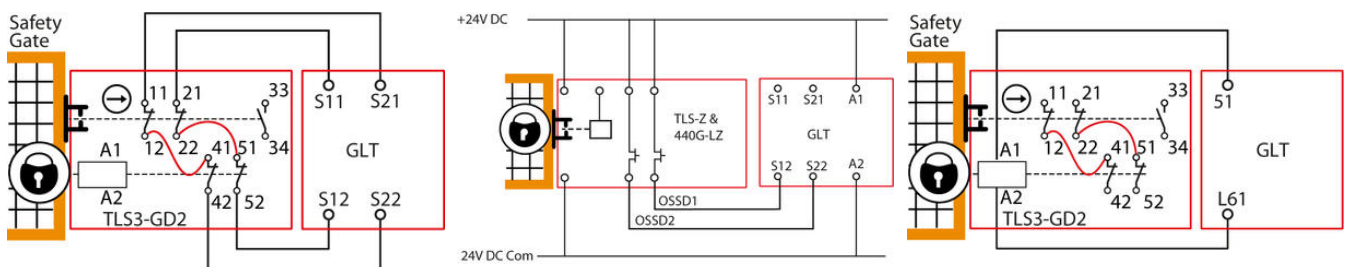 Safety
Gate
11 21 33
S11 S21
12 22 41 51 34
GLT
A1
A2
42 52
S12 S22
TLS3-GD2
+24V DC
S11 S21 A1
TLS-Z &
440G-LZ
GLT
S12 S22 A2
OSSD1
OSSD2
24V DC Com
Safety
Gate
11 21 33
51
12 22 41 51 34
GLT
A1
A2
42 52
L61
TLS3-GD2